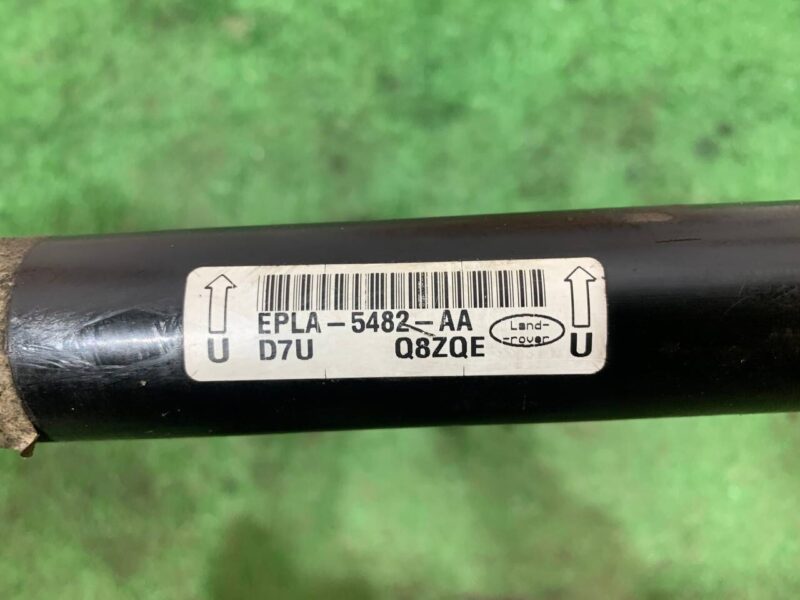 EPLA-5482-AA
D7U Q8ZQE
U
Land-
-rover
U